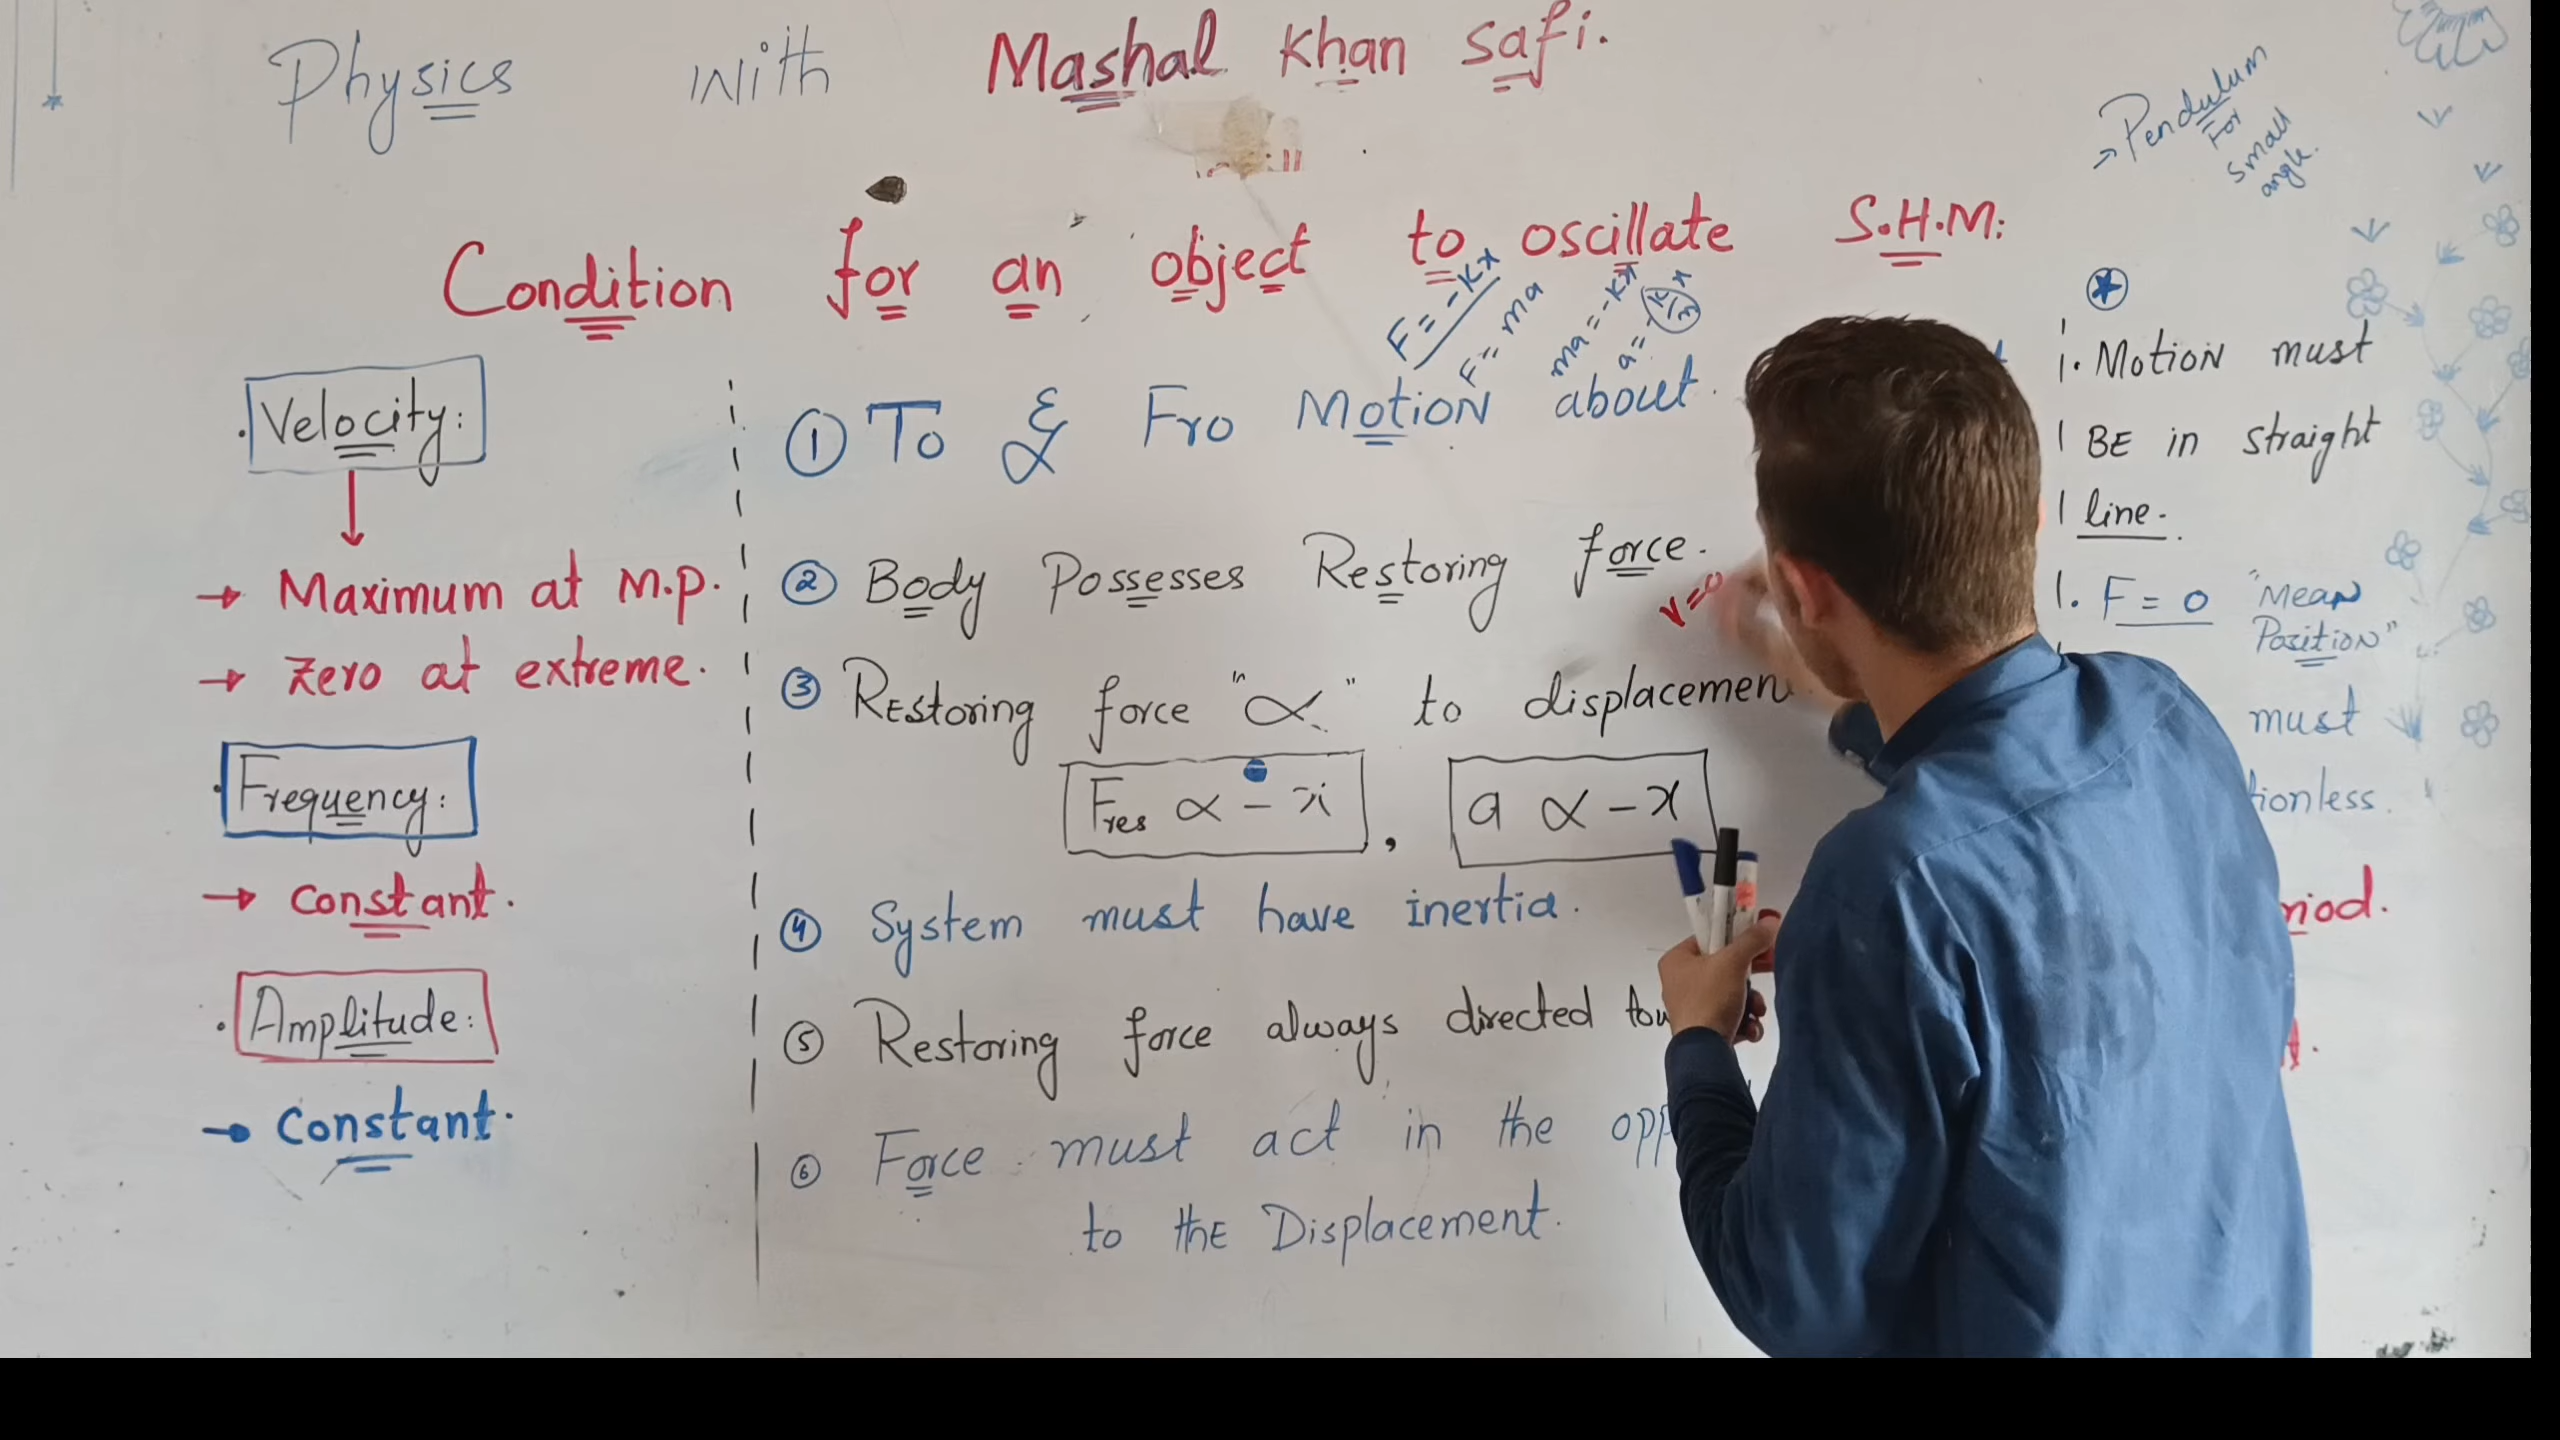 Physics with Mashal Khan Safi.
→ Pendulum
For
small
angle.
Condition for an object to oscillate S.H.M:
F = -Kx
F = ma
ma = -Kx
a = -K/m x
. Velocity:
→ Maximum at m.p.
→ Zero at extreme.
. Frequency:
→ constant.
. Amplitude:
→ constant.
① To & Fro Motion about.
② Body Possesses Restoring force.
V=0
③ Restoring force "∝" to displacemen
Fres ∝ - x , a ∝ - x
④ System must have inertia.
⑤ Restoring force always directed tow
⑥ Force must act in the opp
to the Displacement.
. Motion must
BE in straight
line.
. F = 0 "Mean
Position"
must
ionless.
riod.